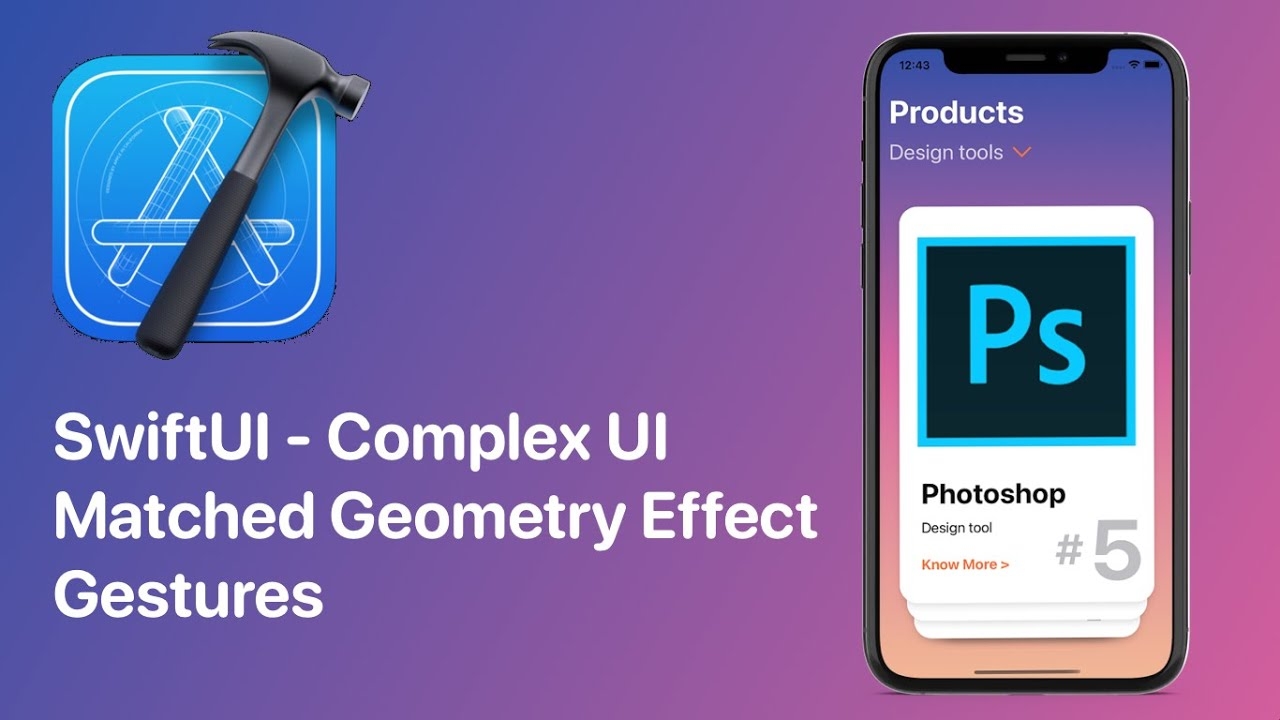 SwiftUI - Complex UI
Matched Geometry Effect
Gestures
12:43
Products
Design tools
Ps
Photoshop
Design tool
Know More >
#5